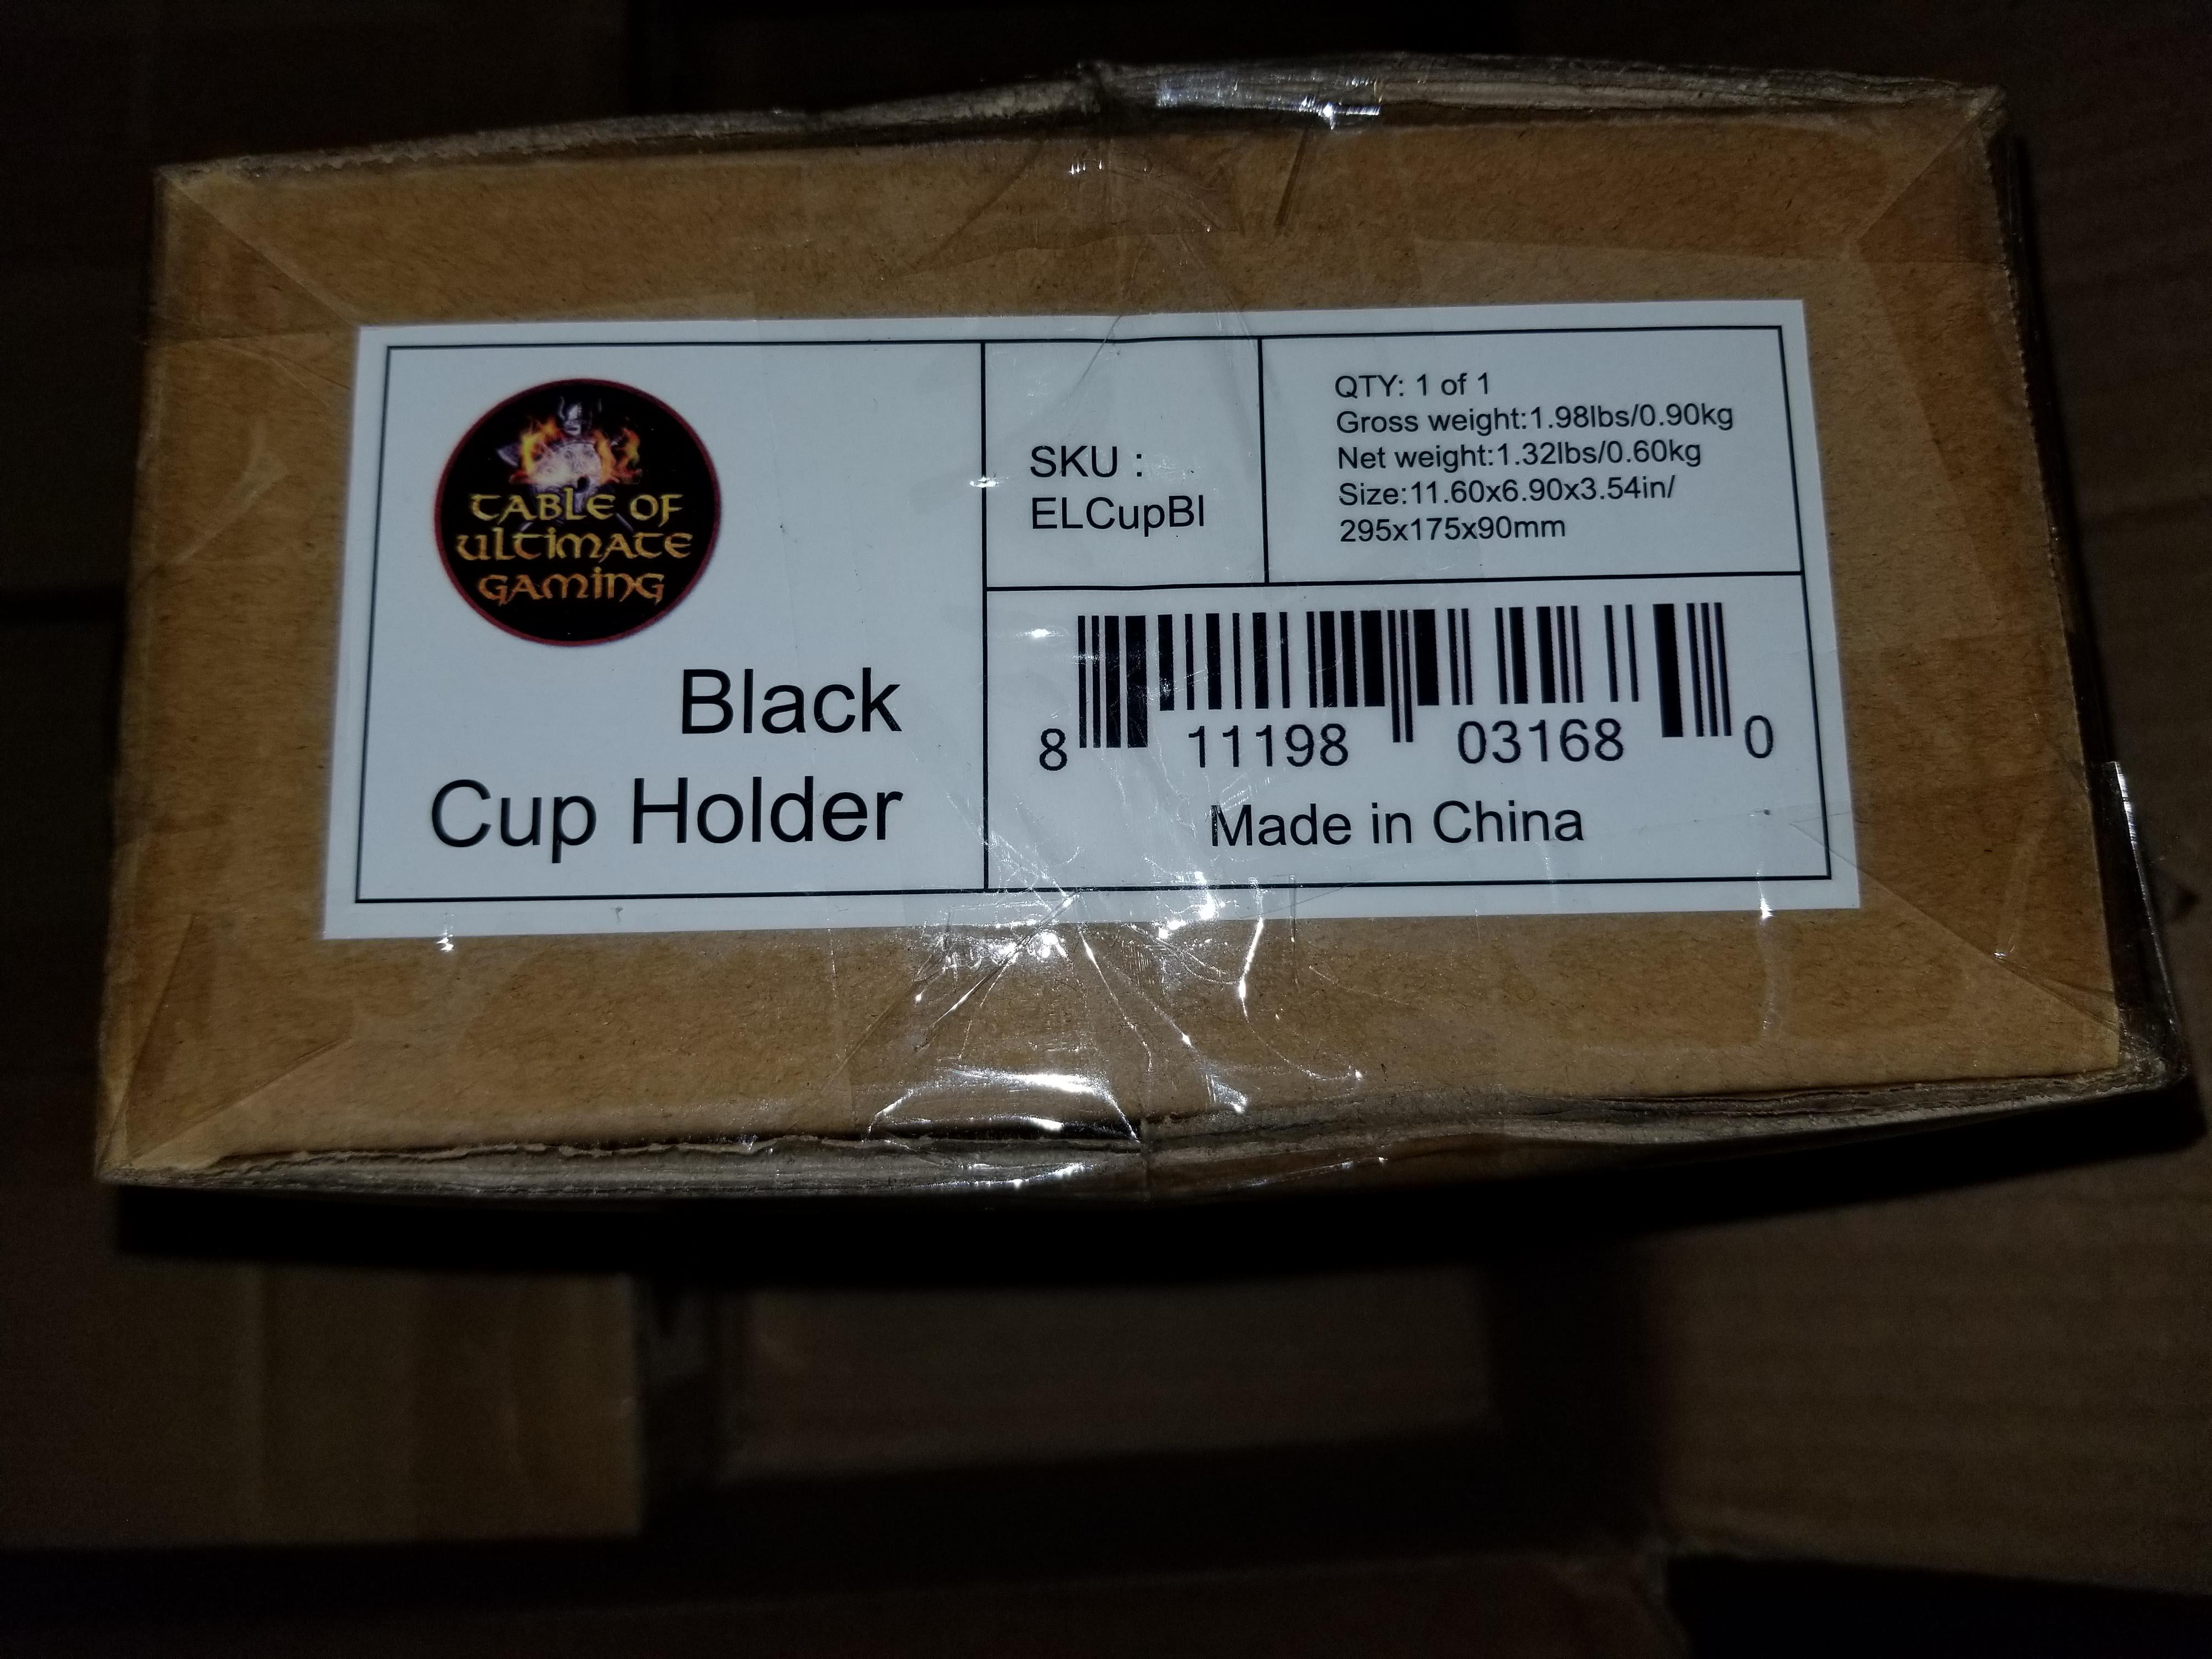 TABLE OF
ULTIMATE
GAMING
Black
Cup Holder
SKU :
ELCupBl
QTY: 1 of 1
Gross weight:1.98lbs/0.90kg
Net weight:1.32lbs/0.60kg
Size:11.60x6.90x3.54in/
295x175x90mm
8 11198 03168 0
Made in China